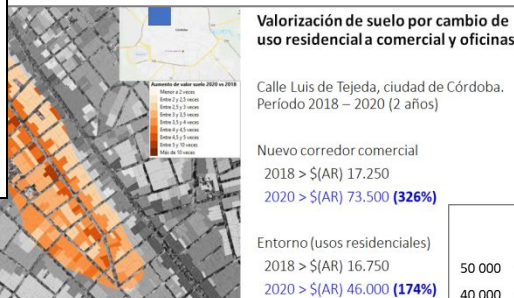 Aumento de valor suelo 2020 vs 2018
Menor a 2 veces
Entre 2 y 2,5 veces
Entre 2,5 y 3 veces
Entre 3 y 3,5 veces
Entre 3,5 y 4 veces
Entre 4 y 4,5 veces
Entre 4,5 y 5 veces
Entre 5 y 10 veces
Más de 10 veces
Valorización de suelo por cambio de
uso residencial a comercial y oficinas
Calle Luis de Tejeda, ciudad de Córdoba.
Período 2018 – 2020 (2 años)
Nuevo corredor comercial
2018 > $(AR) 17.250
2020 > $(AR) 73.500 (326%)
Entorno (usos residenciales)
2018 > $(AR) 16.750
2020 > $(AR) 46.000 (174%)
50 000
40 000